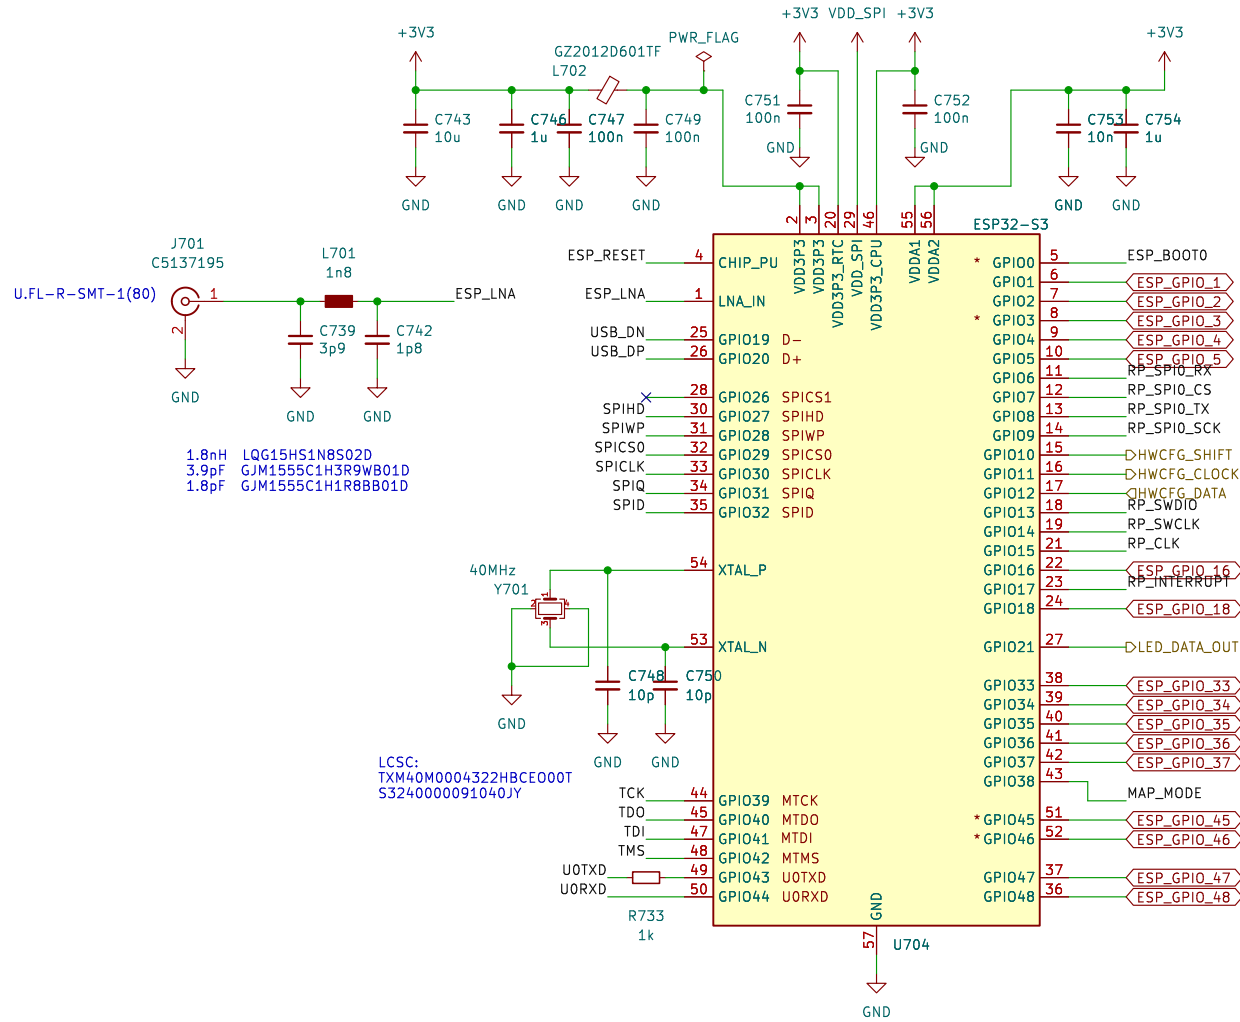 +3V3 VDD_SPI +3V3
+3V3
PWR_FLAG
+3V3
GZ2012D601TF
L702
C743
10u
C746
1u
C747
100n
C749
100n
C751
100n
C752
100n
C753
10n
C754
1u
GND
GND
GND
GND
GND
GND
GND
GND
2
3
20
29
46
55
56
VDD3P3
VDD3P3
VDD3P3_RTC
VDD_SPI
VDD3P3_CPU
VDDA1
VDDA2
ESP32-S3
J701
C5137195
U.FL-R-SMT-1(80)
1
2
GND
L701
1n8
ESP_LNA
C739
3p9
C742
1p8
GND
GND
1.8nH LQG15HS1N8S02D
3.9pF GJM1555C1H3R9WB01D
1.8pF GJM1555C1H1R8BB01D
ESP_RESET 4 CHIP_PU
ESP_LNA 1 LNA_IN
USB_DN 25 GPIO19 D-
USB_DP 26 GPIO20 D+
28 GPIO26 SPICS1
SPIHD 30 GPIO27 SPIHD
SPIWP 31 GPIO28 SPIWP
SPICS0 32 GPIO29 SPICS0
SPICLK 33 GPIO30 SPICLK
SPIQ 34 GPIO31 SPIQ
SPID 35 GPIO32 SPID
54 XTAL_P
53 XTAL_N
40MHz
Y701
1
2
4
3
GND
C748
10p
C750
10p
GND
GND
LCSC:
TXM40M0004322HBCEO00T
S3240000091040JY
TCK 44 GPIO39 MTCK
TDO 45 GPIO40 MTDO
TDI 47 GPIO41 MTDI
TMS 48 GPIO42 MTMS
U0TXD 49 GPIO43 U0TXD
U0RXD 50 GPIO44 U0RXD
R733
1k
* GPIO0 5 ESP_BOOT0
GPIO1 6 ESP_GPIO_1
GPIO2 7 ESP_GPIO_2
* GPIO3 8 ESP_GPIO_3
GPIO4 9 ESP_GPIO_4
GPIO5 10 ESP_GPIO_5
GPIO6 11 RP_SPI0_RX
GPIO7 12 RP_SPI0_CS
GPIO8 13 RP_SPI0_TX
GPIO9 14 RP_SPI0_SCK
GPIO10 15 HWCFG_SHIFT
GPIO11 16 HWCFG_CLOCK
GPIO12 17 HWCFG_DATA
GPIO13 18 RP_SWDIO
GPIO14 19 RP_SWCLK
GPIO15 21 RP_CLK
GPIO16 22 ESP_GPIO_16
GPIO17 23 RP_INTERRUPT
GPIO18 24 ESP_GPIO_18
GPIO21 27 LED_DATA_OUT
GPIO33 38 ESP_GPIO_33
GPIO34 39 ESP_GPIO_34
GPIO35 40 ESP_GPIO_35
GPIO36 41 ESP_GPIO_36
GPIO37 42 ESP_GPIO_37
GPIO38 43 MAP_MODE
* GPIO45 51 ESP_GPIO_45
* GPIO46 52 ESP_GPIO_46
GPIO47 37 ESP_GPIO_47
GPIO48 36 ESP_GPIO_48
GND
57
U704
GND